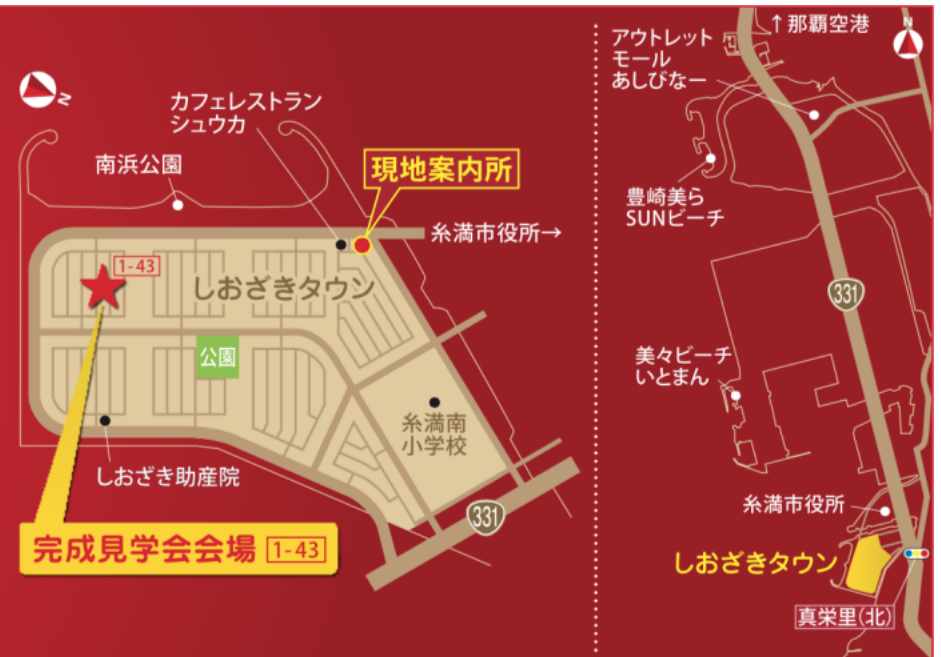 N
カフェレストラン
シュウカ
南浜公園
現地案内所
糸満市役所→
1-43
しおざきタウン
公園
糸満南
小学校
しおざき助産院
331
完成見学会会場 1-43
↑那覇空港
N
アウトレット
モール
あしびなー
豊崎美ら
SUNビーチ
331
美々ビーチ
いとまん
糸満市役所
しおざきタウン
真栄里(北)